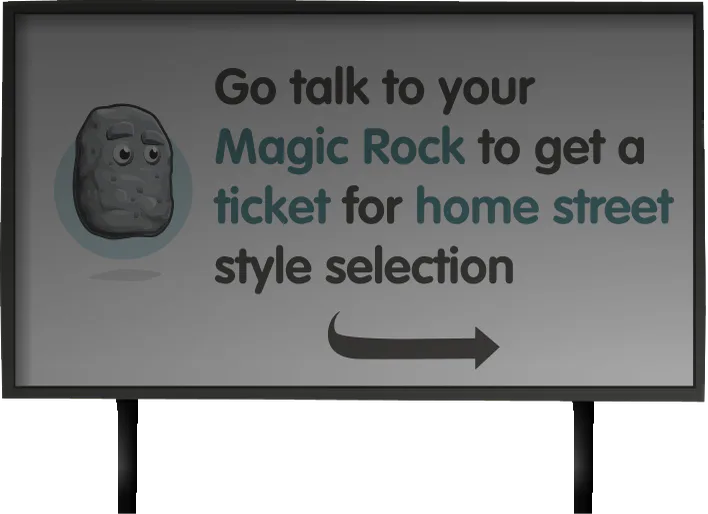 Go talk to your
Magic Rock to get a
ticket for home street
style selection